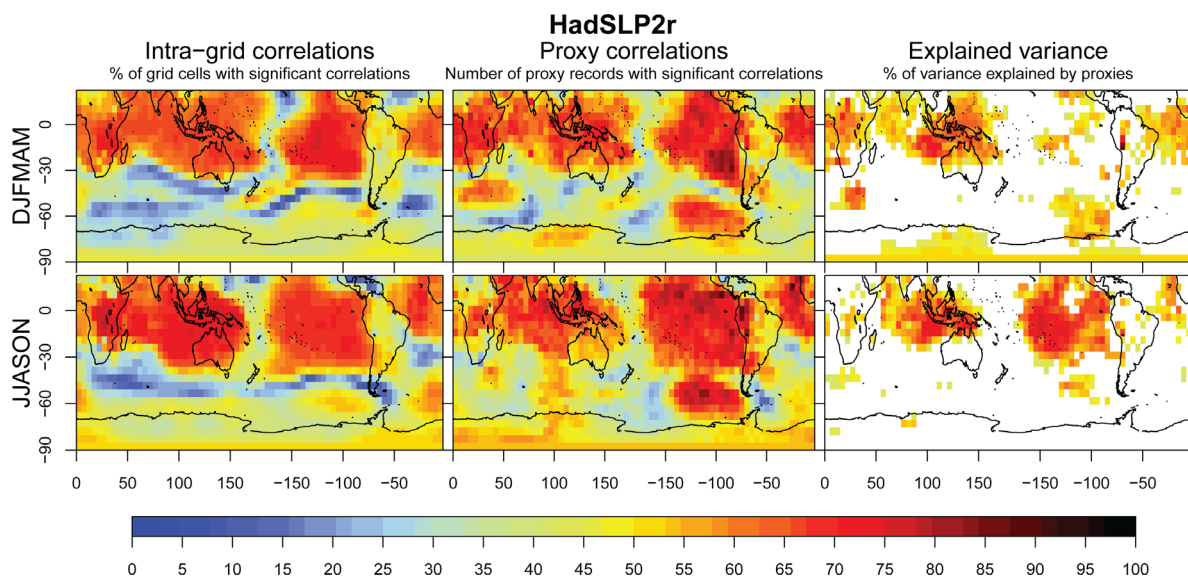 HadSLP2r
Intra−grid correlations Proxy correlations Explained variance
% of grid cells with significant correlations Number of proxy records with significant correlations % of variance explained by proxies
DJFMAM
0
−30
−60
−90
JJASON
0
−30
−60
−90
0 50 100 150 −150 −100 −50 0 50 100 150 −150 −100 −50 0 50 100 150 −150 −100 −50
0 5 10 15 20 25 30 35 40 45 50 55 60 65 70 75 80 85 90 95 100